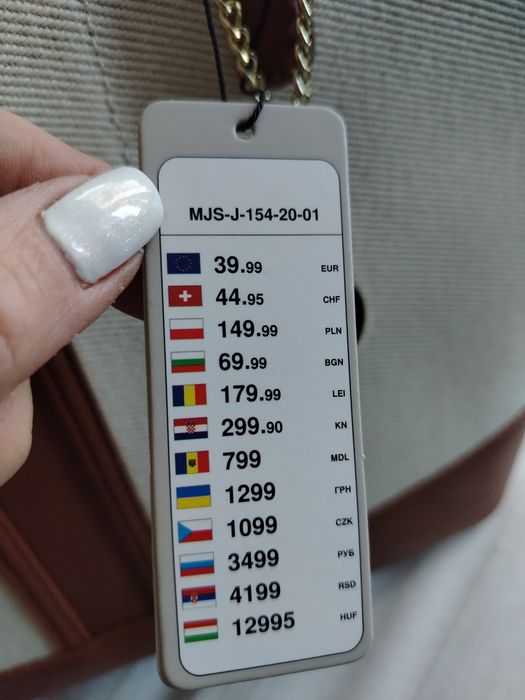 MJS-J-154-20-01
39.99 EUR
44.95 CHF
149.99 PLN
69.99 BGN
179.99 LEI
299.90 KN
799 MDL
1299 ГРН
1099 CZK
3499 РУБ
4199 RSD
12995 HUF